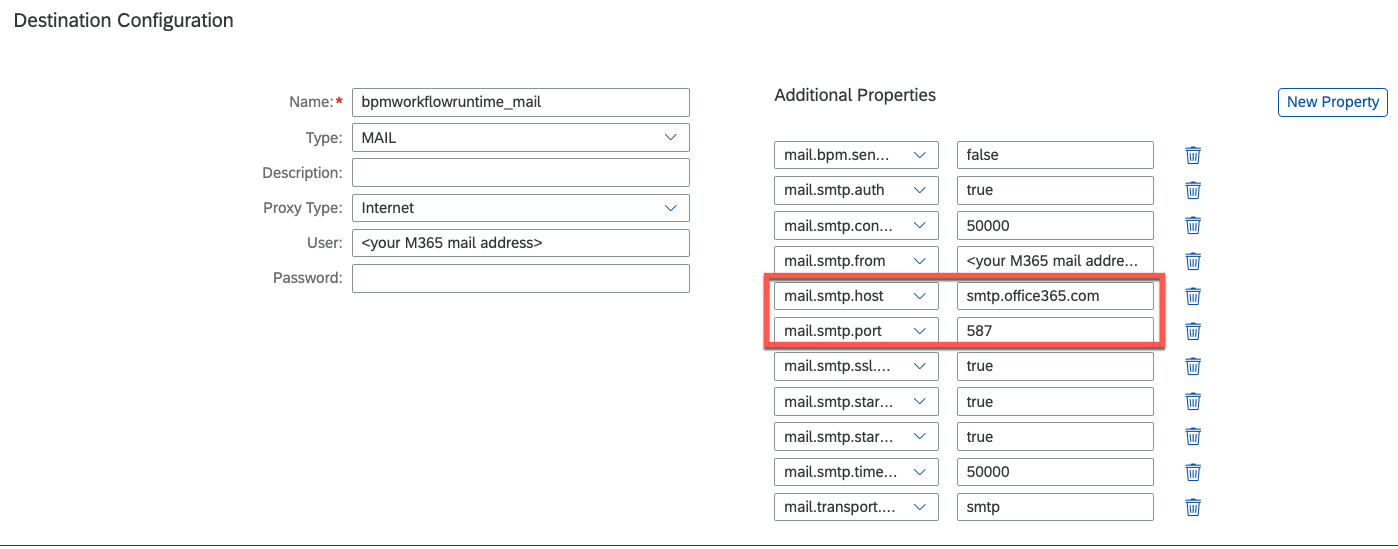 Destination Configuration
Name:* bpmworkflowruntime_mail
Type: MAIL
Description:
Proxy Type: Internet
User: <your M365 mail address>
Password:
Additional Properties
New Property
mail.bpm.sen... false
mail.smtp.auth true
mail.smtp.con... 50000
mail.smtp.from <your M365 mail addre...
mail.smtp.host smtp.office365.com
mail.smtp.port 587
mail.smtp.ssl.... true
mail.smtp.star... true
mail.smtp.star... true
mail.smtp.time... 50000
mail.transport.... smtp